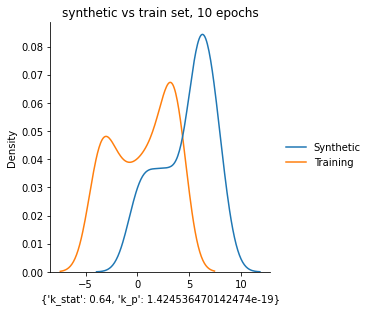 synthetic vs train set, 10 epochs
0.08
0.07
0.06
0.05
0.04
0.03
0.02
0.01
0.00
Density
−5
0
5
10
{'k_stat': 0.64, 'k_p': 1.424536470142474e-19}
Synthetic
Training